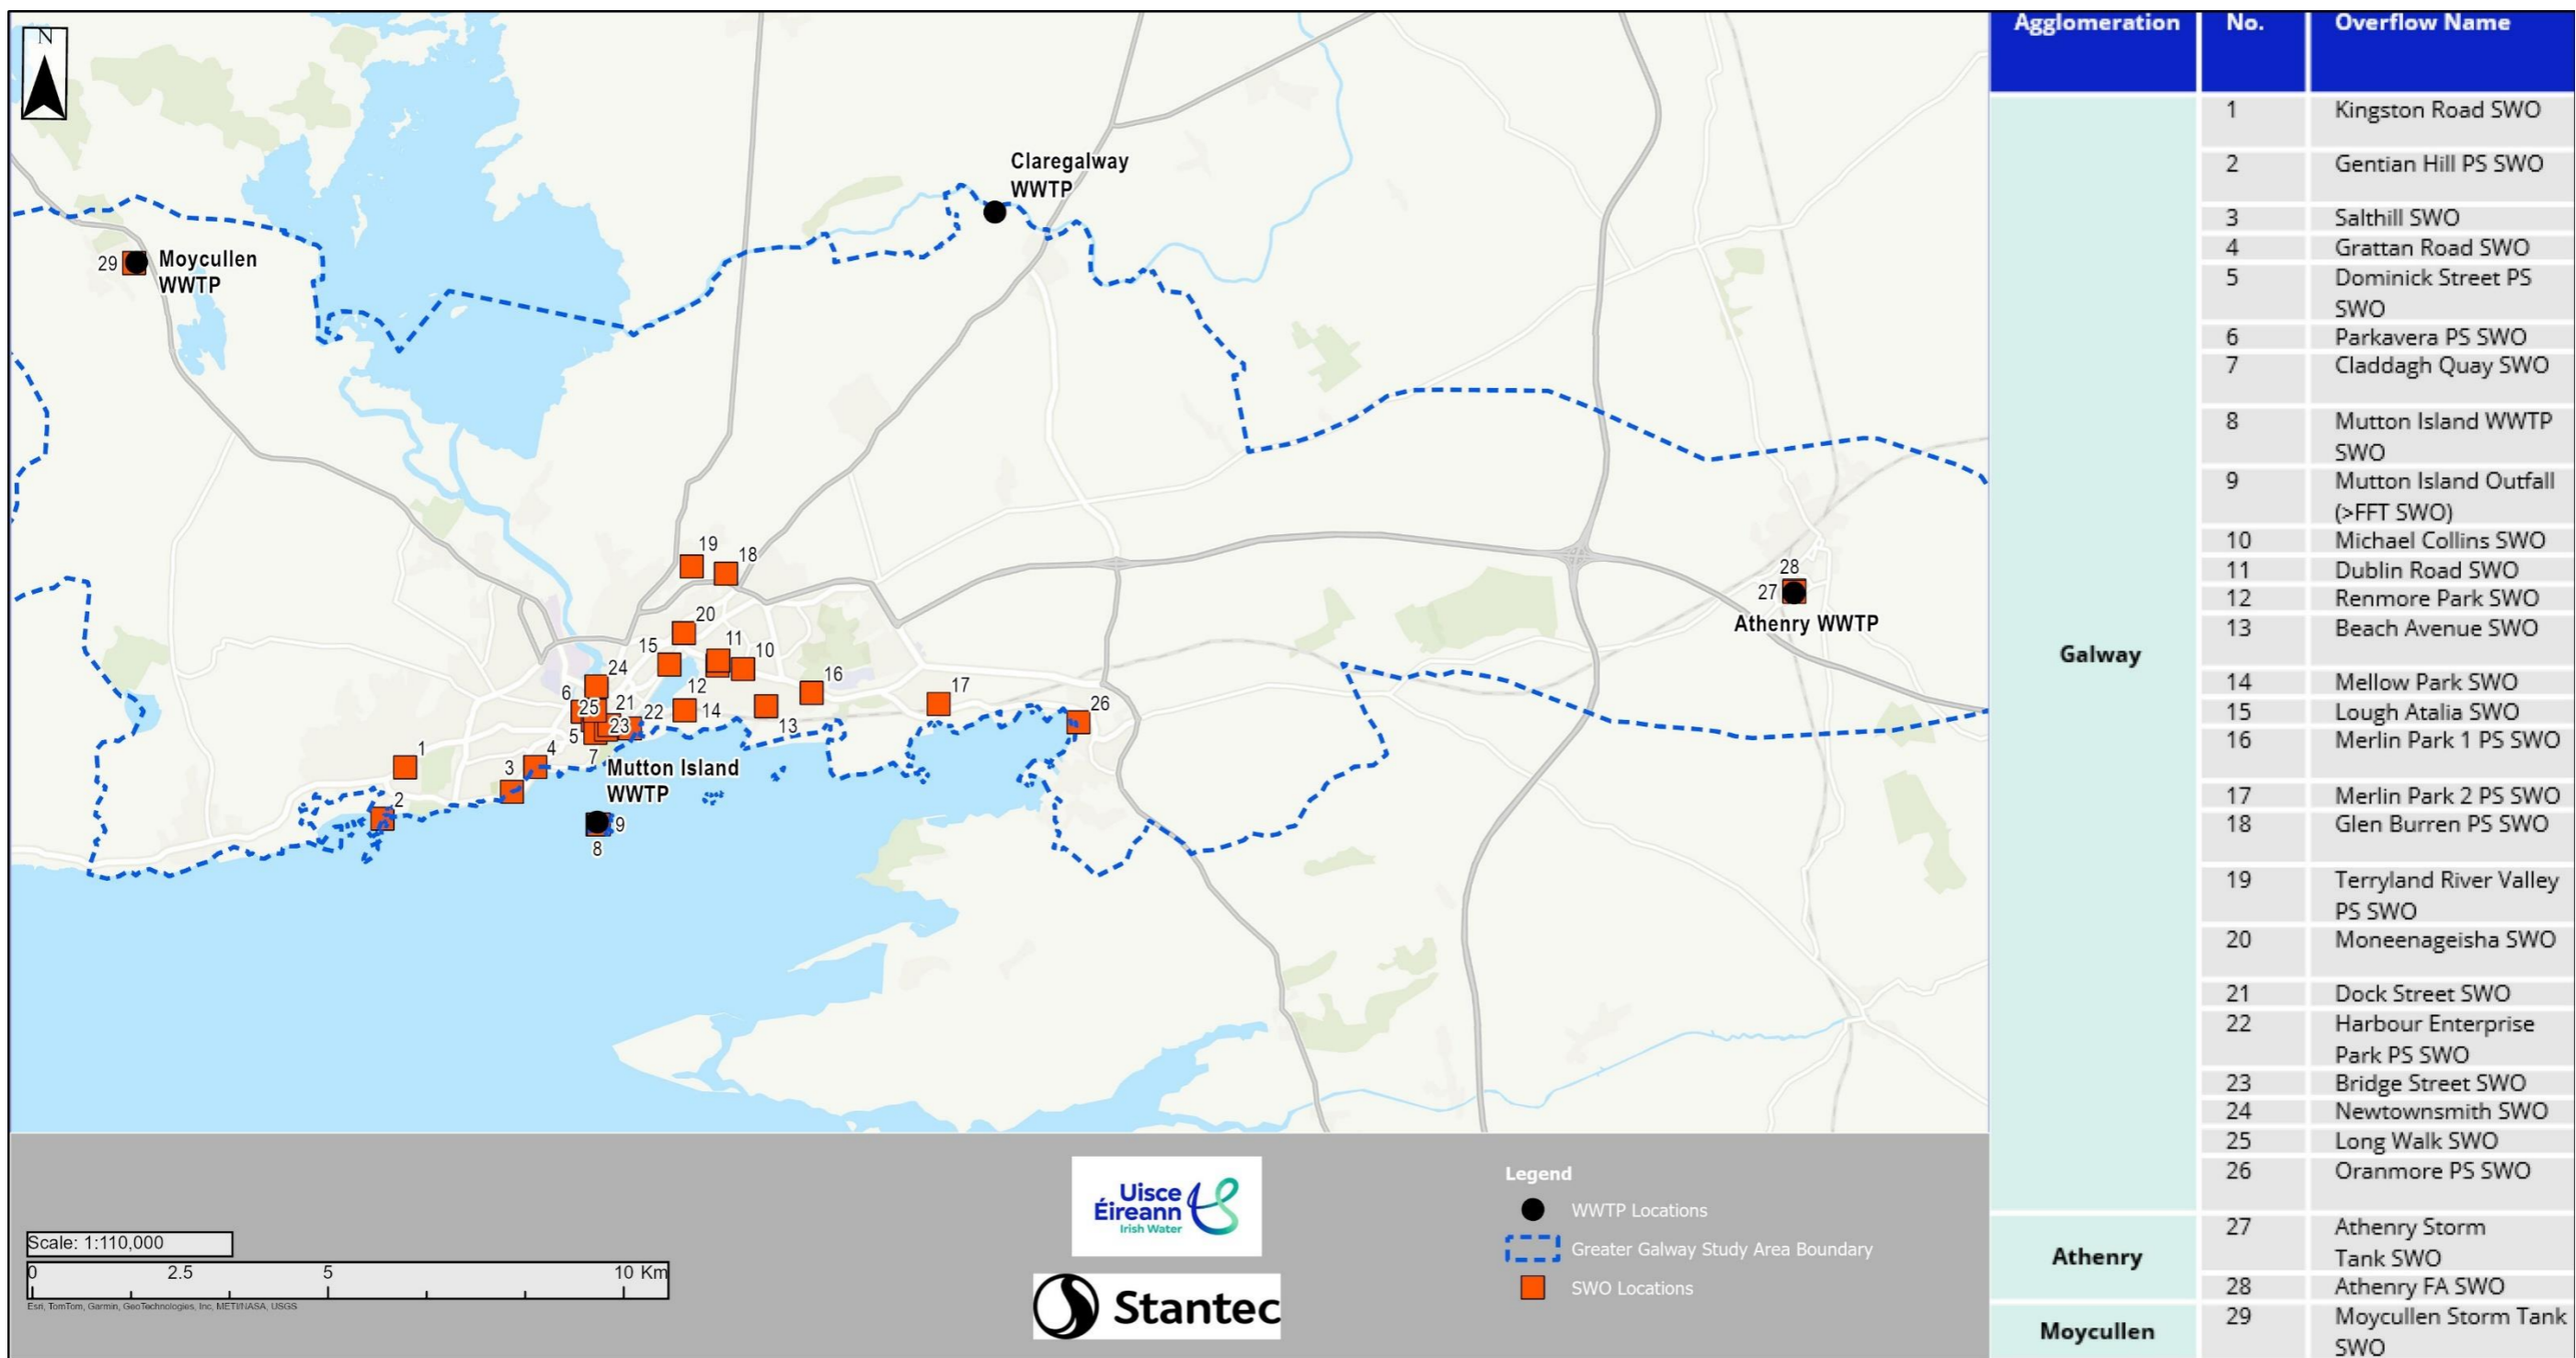 N
Claregalway
WWTP
29
Moycullen
WWTP
19
18
28
27
Athenry WWTP
20
15
11
10
24
12
16
6
17
25
21
22
14
26
5
23
13
7
1
4
3
Mutton Island
WWTP
2
9
8
Agglomeration No. Overflow Name
Galway
1 Kingston Road SWO
2 Gentian Hill PS SWO
3 Salthill SWO
4 Grattan Road SWO
5 Dominick Street PS
SWO
6 Parkavera PS SWO
7 Claddagh Quay SWO
8 Mutton Island WWTP
SWO
9 Mutton Island Outfall
(>FFT SWO)
10 Michael Collins SWO
11 Dublin Road SWO
12 Renmore Park SWO
13 Beach Avenue SWO
14 Mellow Park SWO
15 Lough Atalia SWO
16 Merlin Park 1 PS SWO
17 Merlin Park 2 PS SWO
18 Glen Burren PS SWO
19 Terryland River Valley
PS SWO
20 Moneenageisha SWO
21 Dock Street SWO
22 Harbour Enterprise
Park PS SWO
23 Bridge Street SWO
24 Newtownsmith SWO
25 Long Walk SWO
26 Oranmore PS SWO
Athenry
27 Athenry Storm
Tank SWO
28 Athenry FA SWO
Moycullen
29 Moycullen Storm Tank
SWO
Scale: 1:110,000
0 2.5 5 10 Km
Esri, TomTom, Garmin, GeoTechnologies, Inc, METI/NASA, USGS
Uisce
Éireann
Irish Water
Stantec
Legend
WWTP Locations
Greater Galway Study Area Boundary
SWO Locations